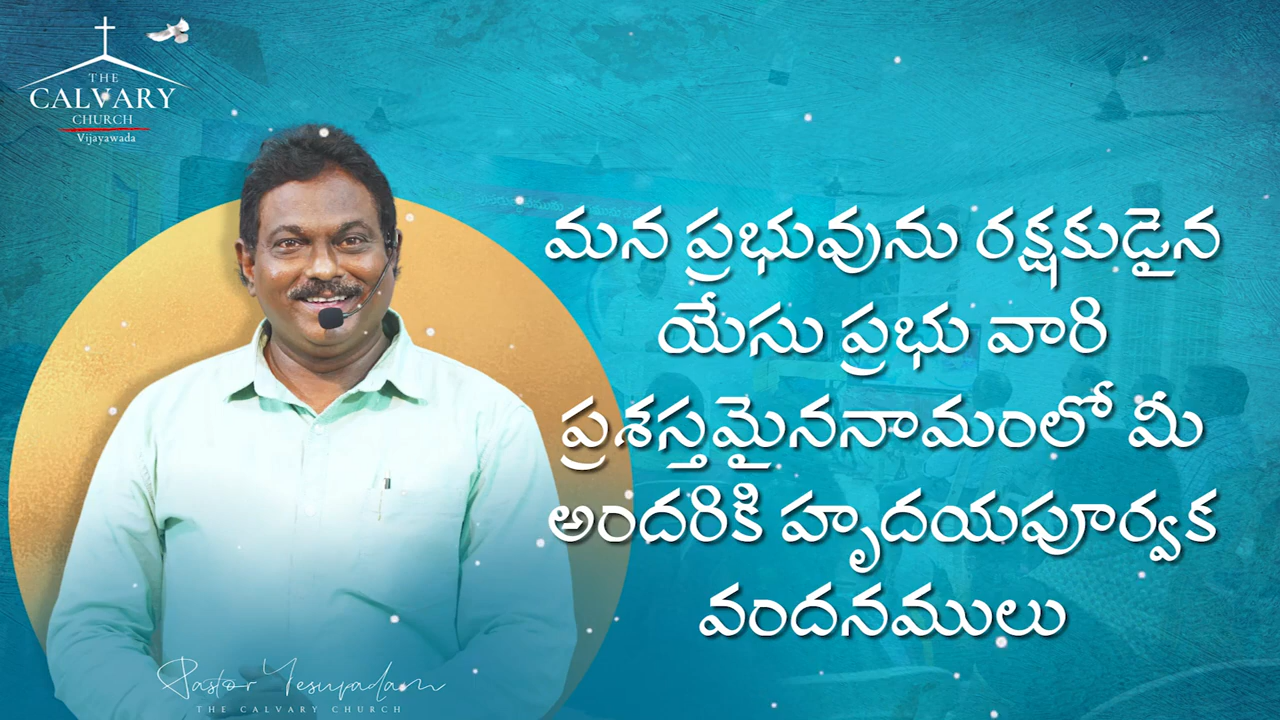 THE
CALVARY
CHURCH
Vijayawada
మన ప్రభువును రక్షకుడైన
యేసు ప్రభు వారి
ప్రశస్తమైననామంలో మీ
అందరికి హృదయపూర్వక
వందనములు
Pastor Yesupadam
THE CALVARY CHURCH